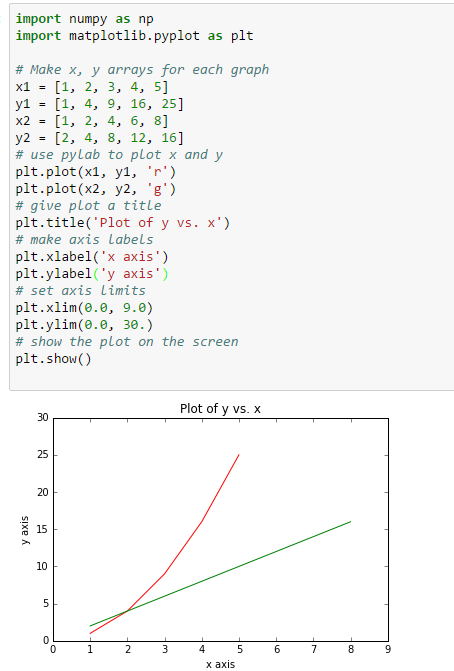 import numpy as np
import matplotlib.pyplot as plt

# Make x, y arrays for each graph
x1 = [1, 2, 3, 4, 5]
y1 = [1, 4, 9, 16, 25]
x2 = [1, 2, 4, 6, 8]
y2 = [2, 4, 8, 12, 16]
# use pylab to plot x and y
plt.plot(x1, y1, 'r')
plt.plot(x2, y2, 'g')
# give plot a title
plt.title('Plot of y vs. x')
# make axis labels
plt.xlabel('x axis')
plt.ylabel('y axis')
# set axis limits
plt.xlim(0.0, 9.0)
plt.ylim(0.0, 30.)
# show the plot on the screen
plt.show()

Plot of y vs. x
30
25
20
15
10
5
0
y axis
0 1 2 3 4 5 6 7 8 9
x axis